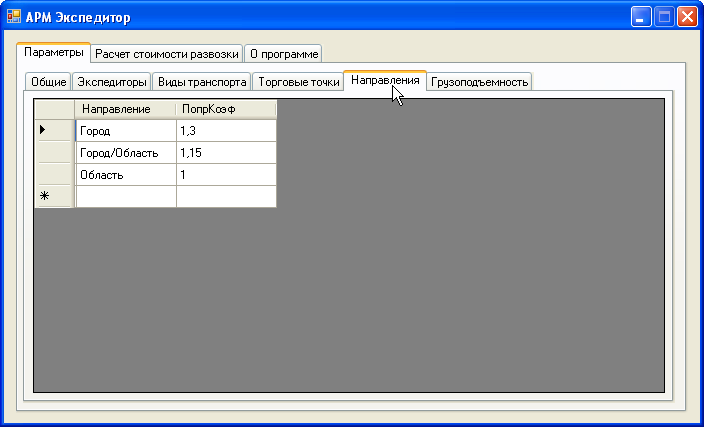 АРМ Экспедитор
Параметры Расчет стоимости развозки О программе
Общие Экспедиторы Виды транспорта Торговые точки Направления Грузоподъемность
Направление ПопрКоэф
Город 1,3
Город/Область 1,15
Область 1